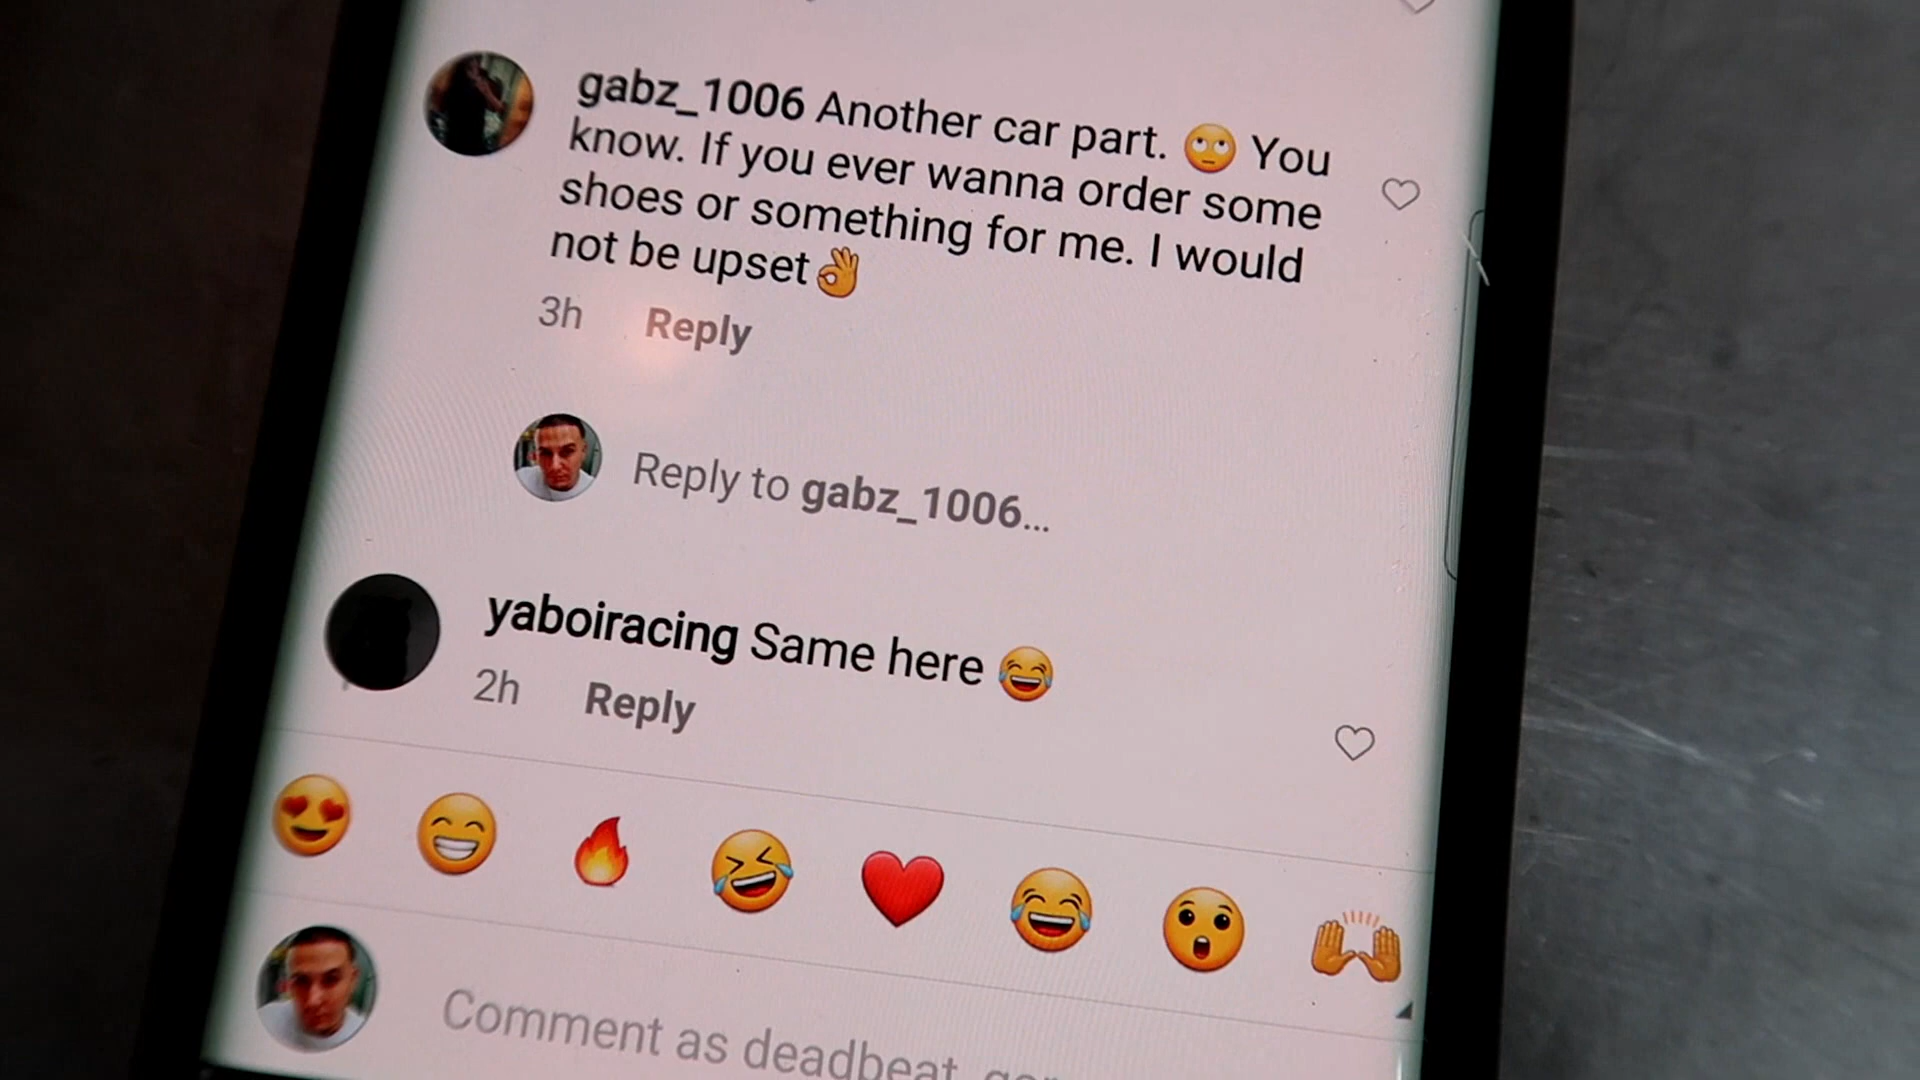 gabz_1006 Another car part. 🙄 You
know. If you ever wanna order some
shoes or something for me. I would
not be upset👌
3h Reply
Reply to gabz_1006...
yaboiracing Same here 😂
2h Reply
Comment as deadbeat_